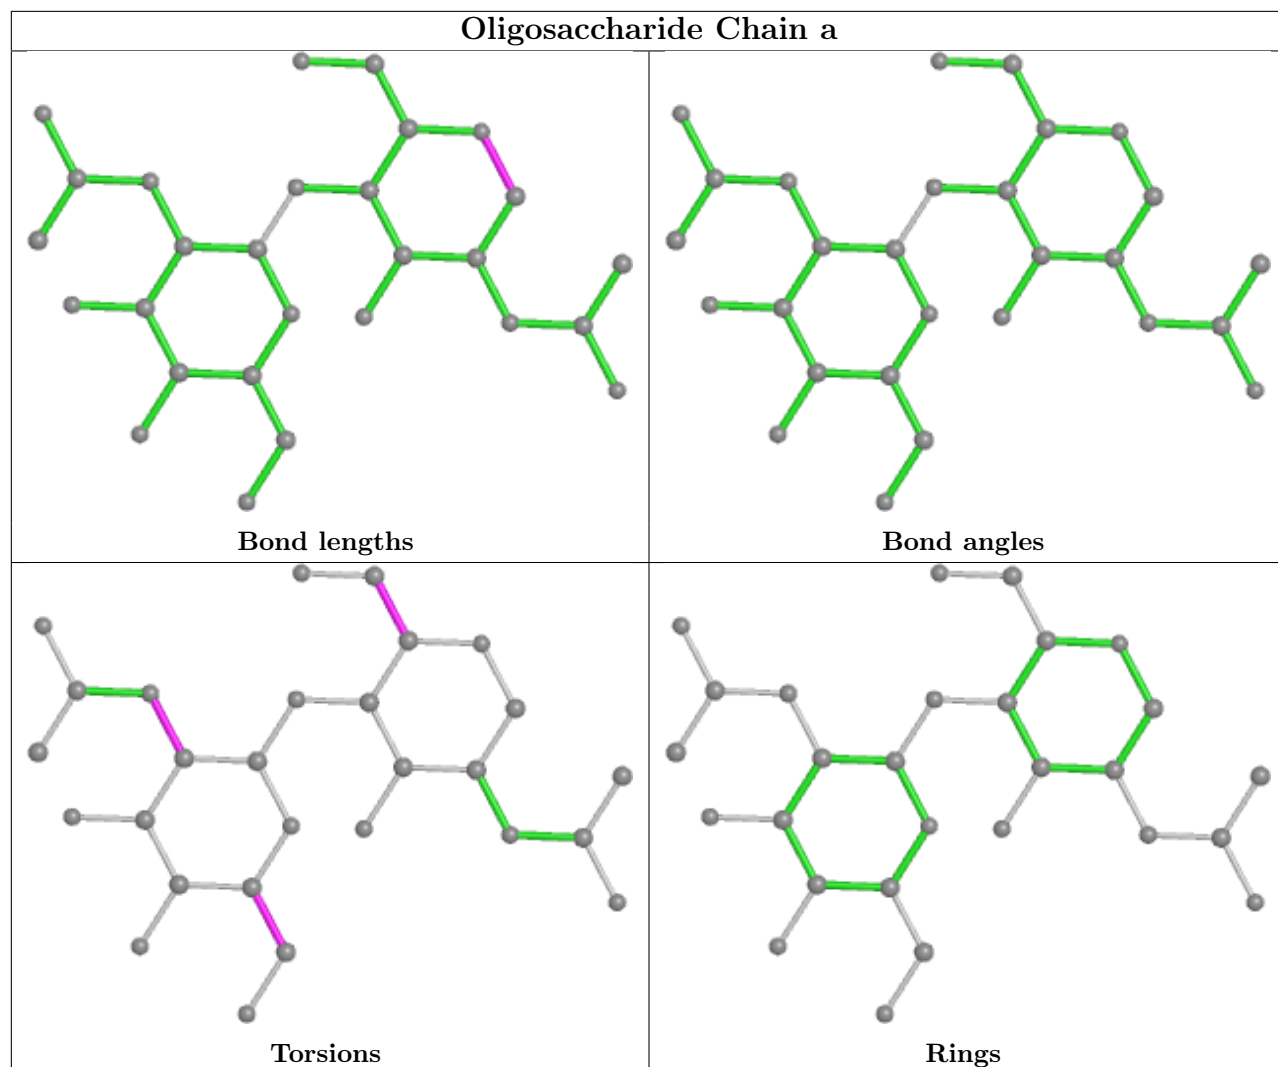 Oligosaccharide Chain a
Bond lengths
Bond angles
Torsions
Rings